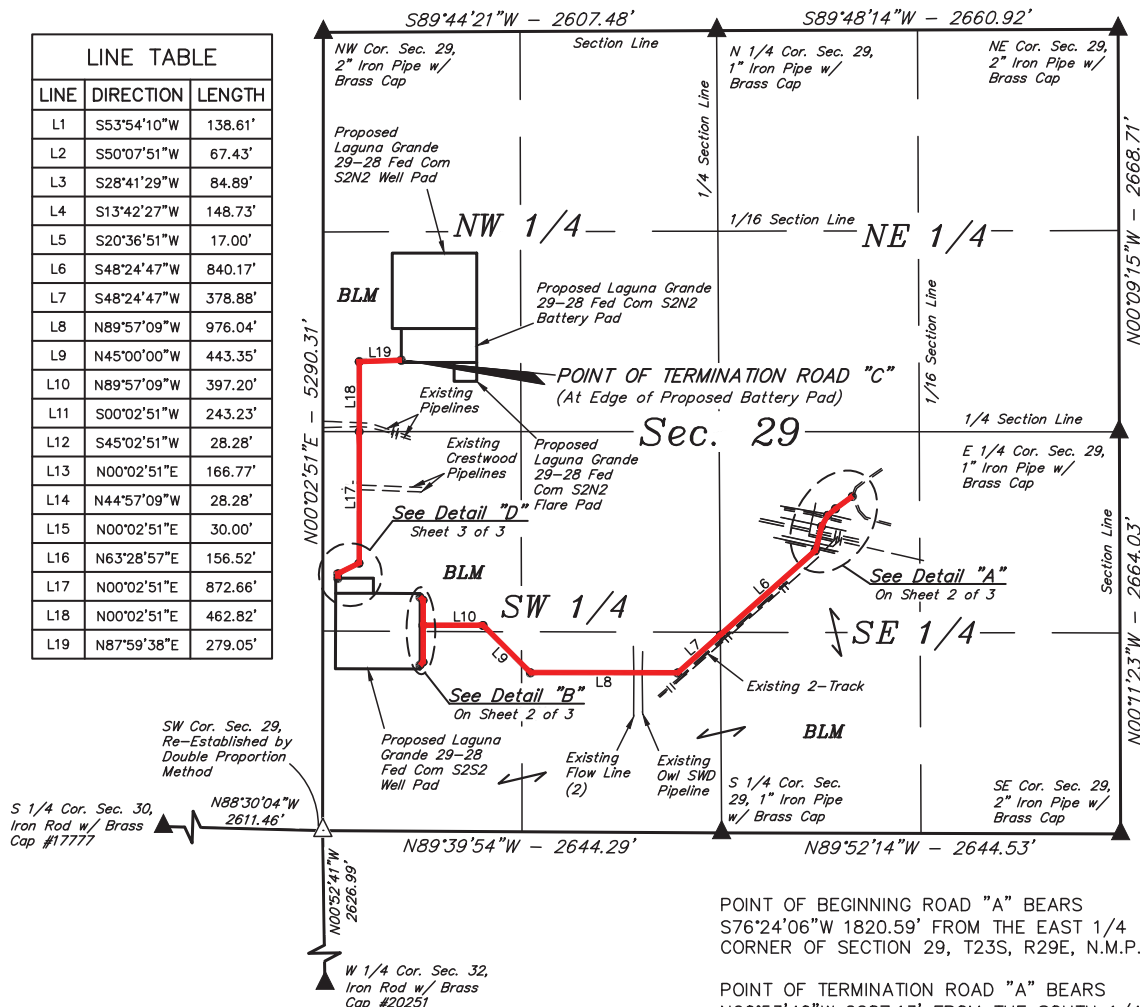 S89°44'21"W - 2607.48'
S89°48'14"W - 2660.92'
LINE TABLE
LINE DIRECTION LENGTH
L1 S53°54'10"W 138.61'
L2 S50°07'51"W 67.43'
L3 S28°41'29"W 84.89'
L4 S13°42'27"W 148.73'
L5 S20°36'51"W 17.00'
L6 S48°24'47"W 840.17'
L7 S48°24'47"W 378.88'
L8 N89°57'09"W 976.04'
L9 N45°00'00"W 443.35'
L10 N89°57'09"W 397.20'
L11 S00°02'51"W 243.23'
L12 S45°02'51"W 28.28'
L13 N00°02'51"E 166.77'
L14 N44°57'09"W 28.28'
L15 N00°02'51"E 30.00'
L16 N63°28'57"E 156.52'
L17 N00°02'51"E 872.66'
L18 N00°02'51"E 462.82'
L19 N87°59'38"E 279.05'
NW Cor. Sec. 29,
2" Iron Pipe w/
Brass Cap
Section Line
N 1/4 Cor. Sec. 29,
1" Iron Pipe w/
Brass Cap
NE Cor. Sec. 29,
2" Iron Pipe w/
Brass Cap
1/4 Section Line
N00°09'15"W - 2668.71'
Proposed
Laguna Grande
29-28 Fed Com
S2N2 Well Pad
NW 1/4
1/16 Section Line
NE 1/4
BLM
Proposed Laguna Grande
29-28 Fed Com S2N2
Battery Pad
1/16 Section Line
L19
L18
POINT OF TERMINATION ROAD "C"
(At Edge of Proposed Battery Pad)
N00°02'51"E - 5290.31'
Existing
Pipelines
Sec. 29
1/4 Section Line
Existing
Crestwood
Pipelines
Proposed
Laguna Grande
29-28 Fed
Com S2N2
Flare Pad
E 1/4 Cor. Sec. 29,
1" Iron Pipe w/
Brass Cap
L17
See Detail "D"
Sheet 3 of 3
Section Line
N00°11'23"W - 2664.03'
BLM
See Detail "A"
On Sheet 2 of 3
L6
SW 1/4
L10
L9
SE 1/4
L7
L8
Existing 2-Track
See Detail "B"
On Sheet 2 of 3
BLM
SW Cor. Sec. 29,
Re-Established by
Double Proportion
Method
Proposed Laguna
Grande 29-28
Fed Com S2S2
Well Pad
Existing
Flow Line
(2)
Existing
Owl SWD
Pipeline
S 1/4 Cor. Sec.
29, 1" Iron Pipe
w/ Brass Cap
SE Cor. Sec. 29,
2" Iron Pipe w/
Brass Cap
S 1/4 Cor. Sec. 30,
Iron Rod w/ Brass
Cap #17777
N88°30'04"W
2611.46'
N89°39'54"W - 2644.29'
N89°52'14"W - 2644.53'
N00°52'41"W
2626.99'
W 1/4 Cor. Sec. 32,
Iron Rod w/ Brass
Cap #20251
POINT OF BEGINNING ROAD "A" BEARS
S76°24'06"W 1820.59' FROM THE EAST 1/4
CORNER OF SECTION 29, T23S, R29E, N.M.P.
POINT OF TERMINATION ROAD "A" BEARS